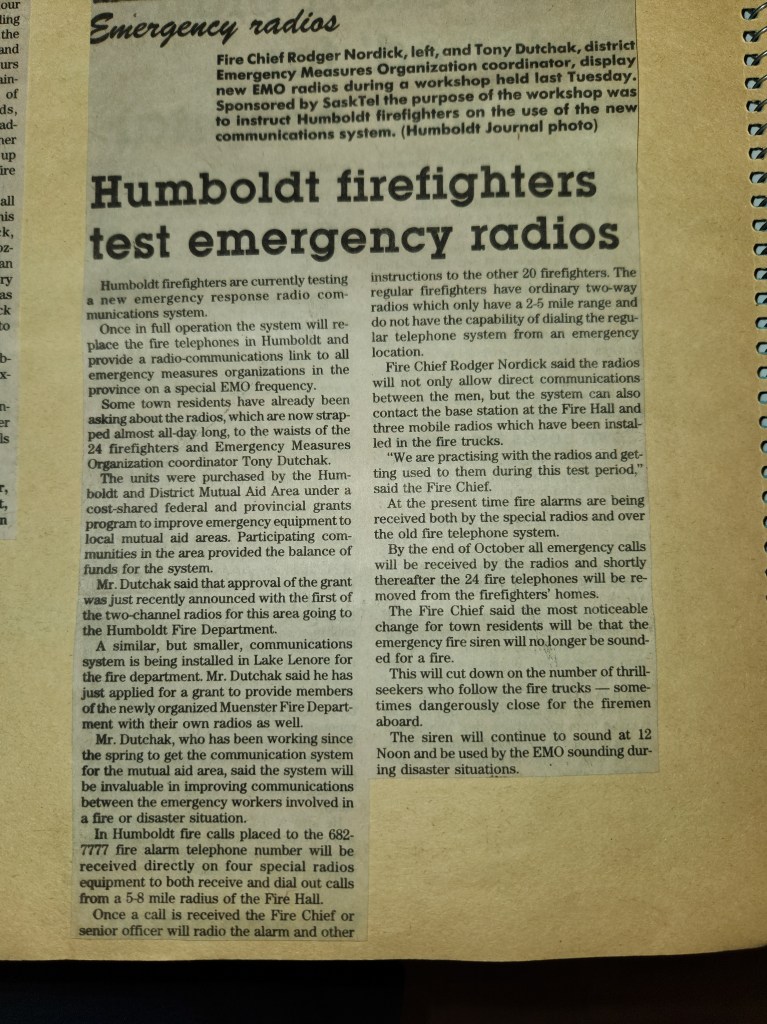 our
ling
the
and
urs
ain-
of
ds,
ad-
her
up
ire
all
his
ck,
oz-
an
ry
as
ck
to
ob-
x-
n-
er
ls
r,
t,
n
Emergency radios
Fire Chief Rodger Nordick, left, and Tony Dutchak, district
Emergency Measures Organization coordinator, display
new EMO radios during a workshop held last Tuesday.
Sponsored by SaskTel the purpose of the workshop was
to instruct Humboldt firefighters on the use of the new
communications system. (Humboldt Journal photo)
Humboldt firefighters
test emergency radios
Humboldt firefighters are currently testing
a new emergency response radio com-
munications system.
Once in full operation the system will re-
place the fire telephones in Humboldt and
provide a radio-communications link to all
emergency measures organizations in the
province on a special EMO frequency.
Some town residents have already been
asking about the radios, which are now strap-
ped almost all-day long, to the waists of the
24 firefighters and Emergency Measures
Organization coordinator Tony Dutchak.
The units were purchased by the Hum-
boldt and District Mutual Aid Area under a
cost-shared federal and provincial grants
program to improve emergency equipment to
local mutual aid areas. Participating com-
munities in the area provided the balance of
funds for the system.
Mr. Dutchak said that approval of the grant
was just recently announced with the first of
the two-channel radios for this area going to
the Humboldt Fire Department.
A similar, but smaller, communications
system is being installed in Lake Lenore for
the fire department. Mr. Dutchak said he has
just applied for a grant to provide members
of the newly organized Muenster Fire Depart-
ment with their own radios as well.
Mr. Dutchak, who has been working since
the spring to get the communication system
for the mutual aid area, said the system will
be invaluable in improving communications
between the emergency workers involved in
a fire or disaster situation.
In Humboldt fire calls placed to the 682-
7777 fire alarm telephone number will be
received directly on four special radios
equipment to both receive and dial out calls
from a 5-8 mile radius of the Fire Hall.
Once a call is received the Fire Chief or
senior officer will radio the alarm and other
instructions to the other 20 firefighters. The
regular firefighters have ordinary two-way
radios which only have a 2-5 mile range and
do not have the capability of dialing the regu-
lar telephone system from an emergency
location.
Fire Chief Rodger Nordick said the radios
will not only allow direct communications
between the men, but the system can also
contact the base station at the Fire Hall and
three mobile radios which have been instal-
led in the fire trucks.
"We are practising with the radios and get-
ting used to them during this test period,"
said the Fire Chief.
At the present time fire alarms are being
received both by the special radios and over
the old fire telephone system.
By the end of October all emergency calls
will be received by the radios and shortly
thereafter the 24 fire telephones will be re-
moved from the firefighters' homes.
The Fire Chief said the most noticeable
change for town residents will be that the
emergency fire siren will no longer be sound-
ed for a fire.
This will cut down on the number of thrill-
seekers who follow the fire trucks — some-
times dangerously close for the firemen
aboard.
The siren will continue to sound at 12
Noon and be used by the EMO sounding dur-
ing disaster situations.